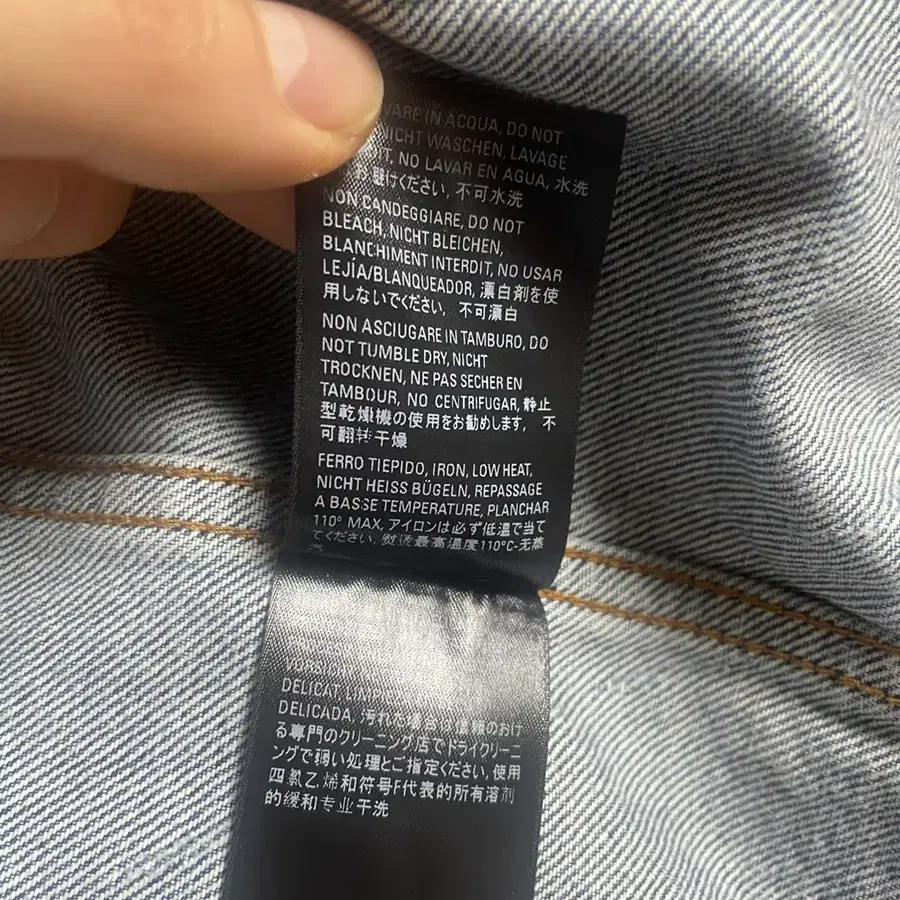 IN ACQUA, DO NOT
NICHT WASCHEN, LAVAGE
NO LAVAR EN AGUA, 水洗
ください, 不可水洗
NON CANDEGGIARE, DO NOT
BLEACH, NICHT BLEICHEN,
BLANCHIMENT INTERDIT, NO USAR
LEJÍA/BLANQUEADOR, 漂白剤を使
用しないでください, 不可漂白
NON ASCIUGARE IN TAMBURO, DO
NOT TUMBLE DRY, NICHT
TROCKNEN, NE PAS SECHER EN
TAMBOUR, NO CENTRIFUGAR, 静止
型乾燥機の使用をお勧めします, 不
可翻转干燥
FERRO TIEPIDO, IRON, LOW HEAT,
NICHT HEISS BÜGELN, REPASSAGE
A BASSE TEMPERATURE, PLANCHAR
110° MAX, アイロンは必ず低温で当て
てください, 熨烫最高温度110°C-无蒸
DELICAT,
DELICADA, 汚れた場合は信頼のおけ
る専門のクリーニング店でドライクリーニ
ングで弱い処理とご指定ください, 使用
四氯乙烯和符号F代表的所有溶剂
的缓和专业干洗